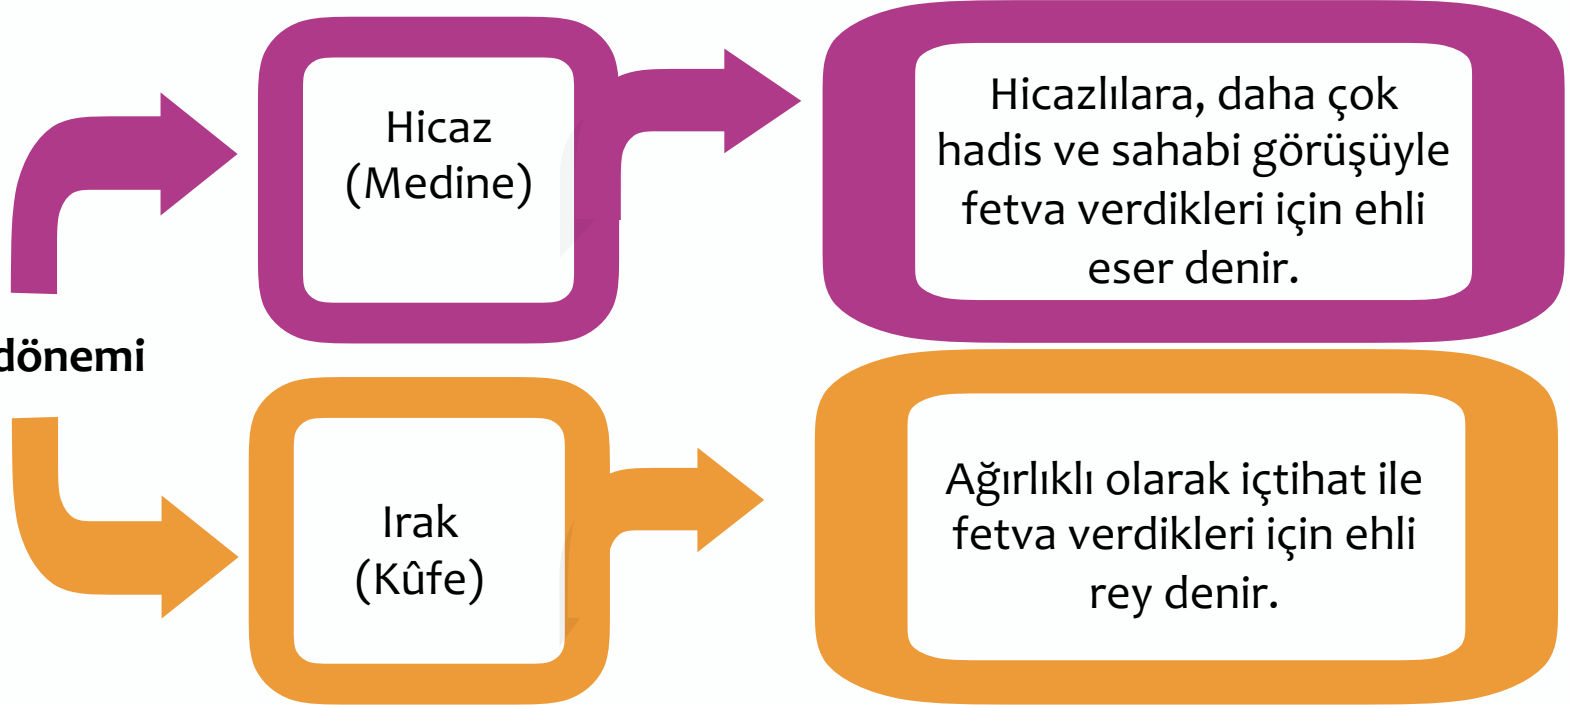 Hicaz
(Medine)
Hicazlılara, daha çok
hadis ve sahabi görüşüyle
fetva verdikleri için ehli
eser denir.
dönemi
Irak
(Kûfe)
Ağırlıklı olarak içtihat ile
fetva verdikleri için ehli
rey denir.